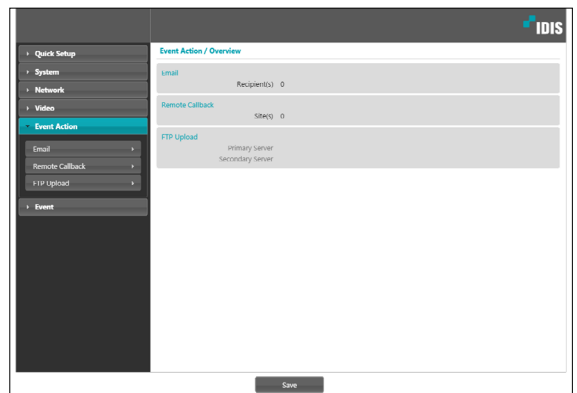 IDIS
Quick Setup
System
Network
Video
Event Action
Email
Remote Callback
FTP Upload
Event
Event Action / Overview
Email
Recipient(s) 0
Remote Callback
Site(s) 0
FTP Upload
Primary Server
Secondary Server
Save